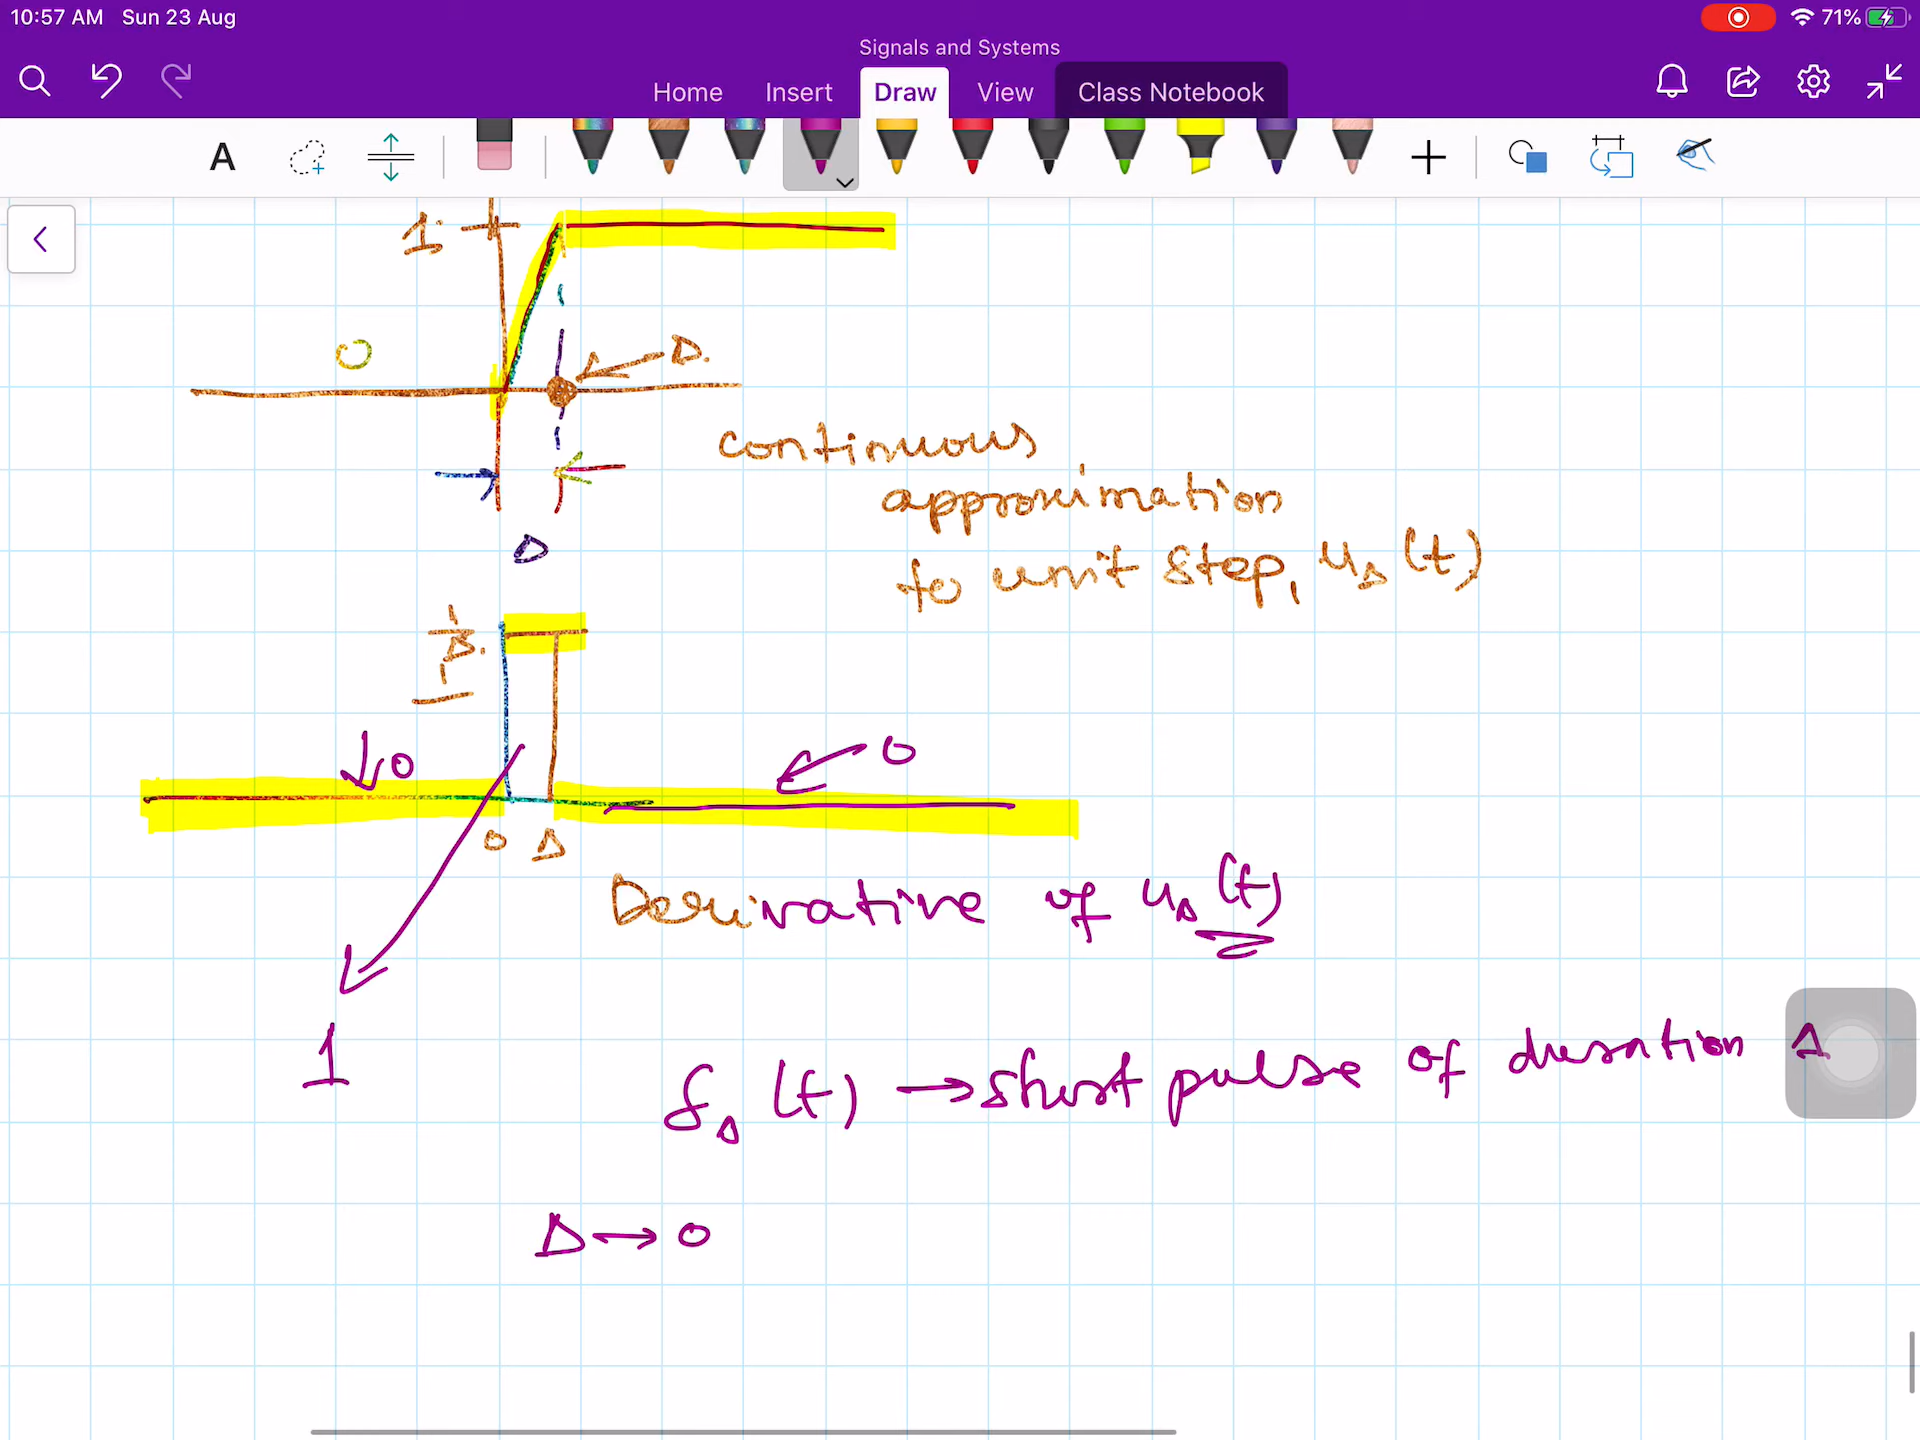 10:57 AM Sun 23 Aug
71%
Signals and Systems
Home Insert Draw View Class Notebook
A
1
0
Δ.
continuous
approximation
Δ
to unit step, uΔ(t)
1/Δ.
0
0
0 Δ
Derivative of uΔ(t)
1
δΔ(t) → short pulse of duration Δ
Δ → 0